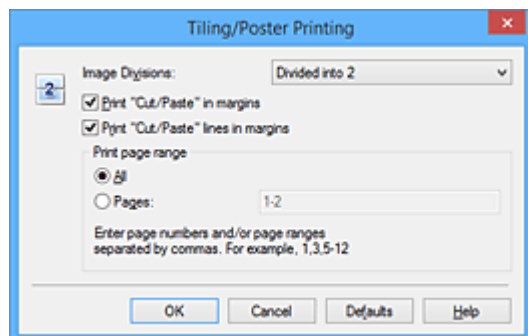 Tiling/Poster Printing
2
Image Divisions: Divided into 2
Print "Cut/Paste" in margins
Print "Cut/Paste" lines in margins
Print page range
All
Pages: 1-2
Enter page numbers and/or page ranges
separated by commas. For example, 1,3,5-12
OK Cancel Defaults Help